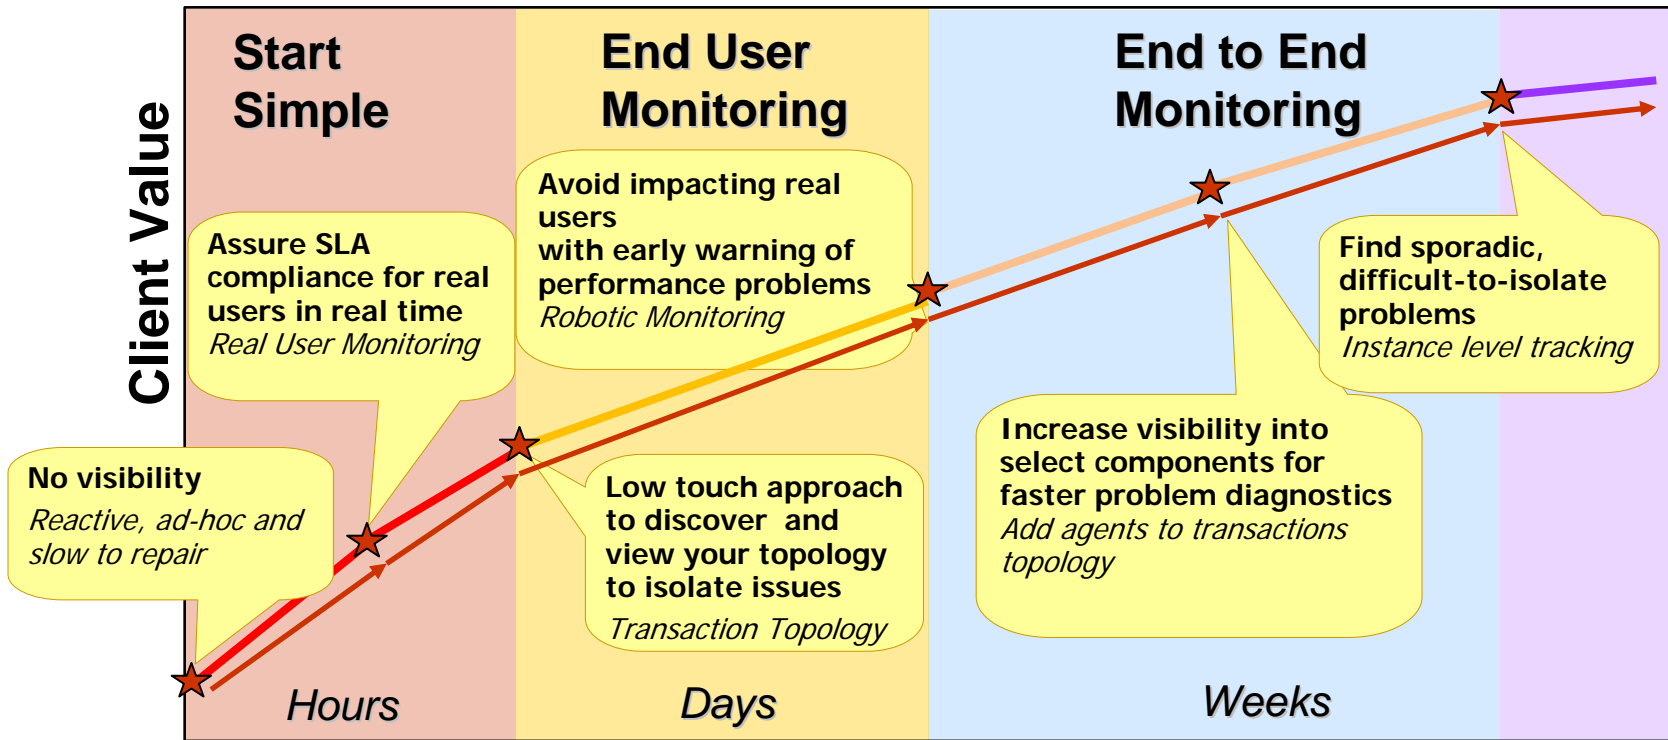 Client Value
Start
Simple
End User
Monitoring
End to End
Monitoring
No visibility
Reactive, ad-hoc and
slow to repair
Assure SLA
compliance for real
users in real time
Real User Monitoring
Avoid impacting real
users
with early warning of
performance problems
Robotic Monitoring
Low touch approach
to discover and
view your topology
to isolate issues
Transaction Topology
Increase visibility into
select components for
faster problem diagnostics
Add agents to transactions
topology
Find sporadic,
difficult-to-isolate
problems
Instance level tracking
Hours
Days
Weeks